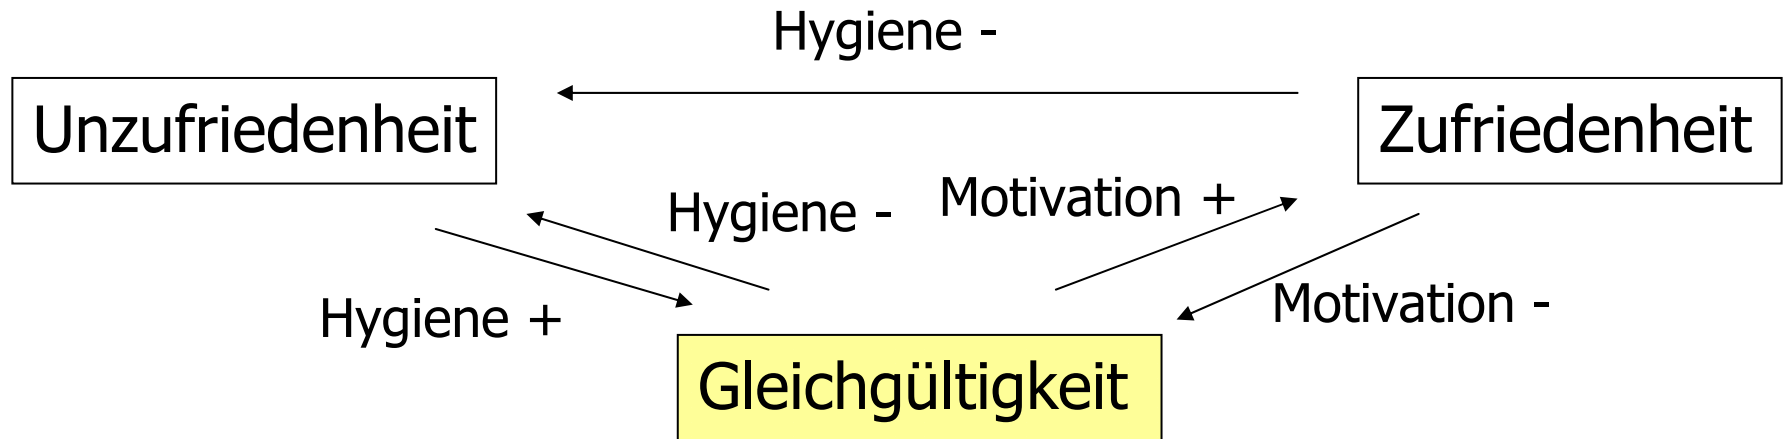 Hygiene -
Unzufriedenheit
Zufriedenheit
Hygiene -
Motivation +
Hygiene +
Motivation -
Gleichgültigkeit